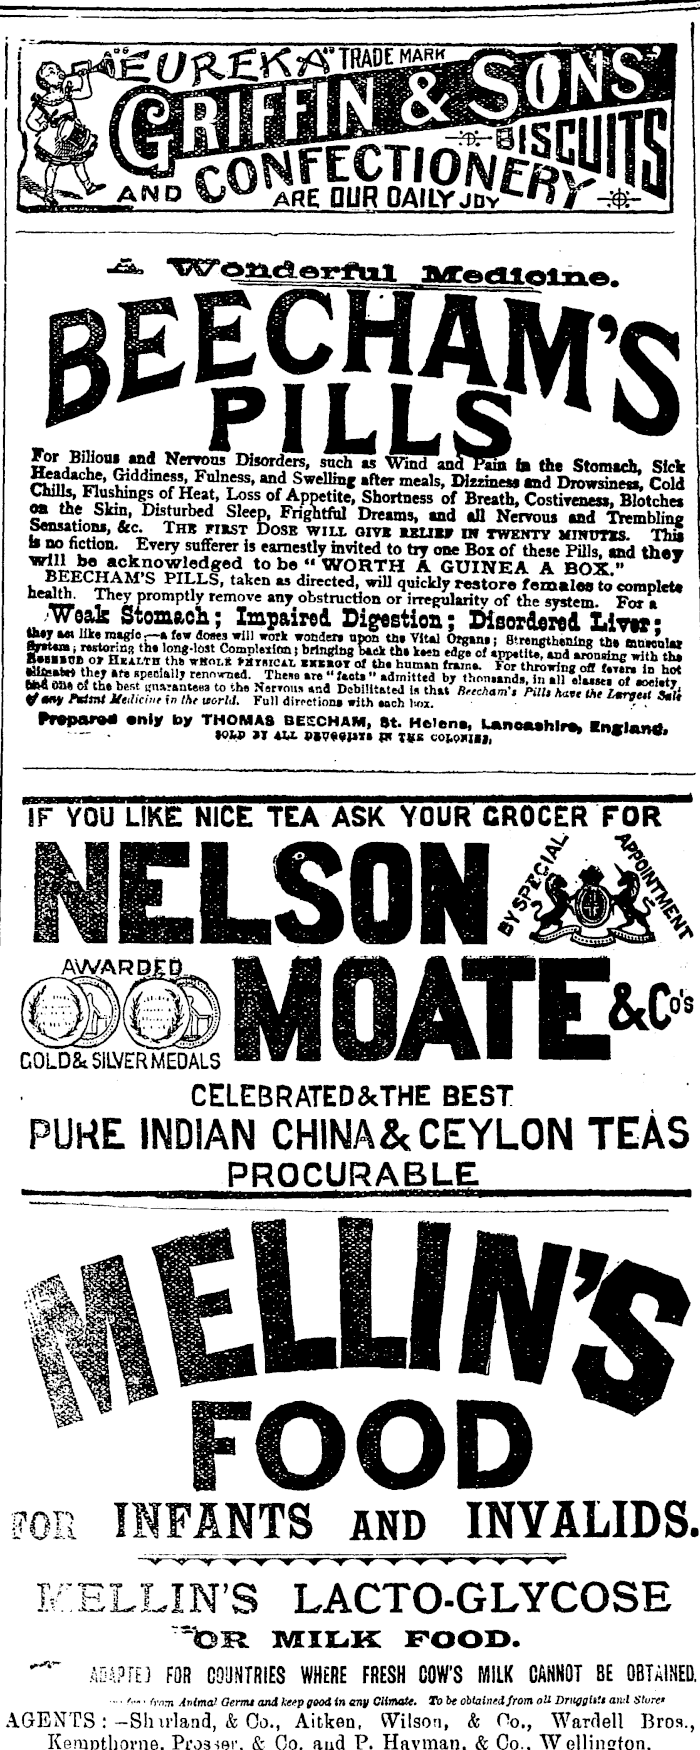 "EUREKA" TRADE MARK
GRIFFIN & SONS'
BISCUITS
AND CONFECTIONERY
ARE OUR DAILY JOY
A Wonderful Medicine.
BEECHAM'S
PILLS
For Bilious and Nervous Disorders, such as Wind and Pain in the Stomach, Sick
Headache, Giddiness, Fulness, and Swelling after meals, Dizziness and Drowsiness, Cold
Chills, Flushings of Heat, Loss of Appetite, Shortness of Breath, Costiveness, Blotches
on the Skin, Disturbed Sleep, Frightful Dreams, and all Nervous and Trembling
Sensations, &c. THE FIRST DOSE WILL GIVE RELIEF IN TWENTY MINUTES. This
is no fiction. Every sufferer is earnestly invited to try one Box of these Pills, and they
will be acknowledged to be "WORTH A GUINEA A BOX."
BEECHAM'S PILLS, taken as directed, will quickly restore females to complete
health. They promptly remove any obstruction or irregularity of the system. For a
Weak Stomach; Impaired Digestion; Disordered Liver;
they act like magic:—a few doses will work wonders upon the Vital Organs; Strengthening the muscular
System; restoring the long-lost Complexion; bringing back the keen edge of appetite, and arousing with the
ROSEBUD OF HEALTH the WHOLE PHYSICAL ENERGY of the human frame. For throwing off fevers in hot
climates they are specially renowned. These are "facts" admitted by thousands, in all classes of society,
and one of the best guarantees to the Nervous and Debilitated is that Beecham's Pills have the Largest Sale
of any Patent Medicine in the world. Full directions with each box.
Prepared only by THOMAS BEECHAM, St. Helens, Lancashire, England.
SOLD BY ALL DRUGGISTS IN THE COLONIES.
IF YOU LIKE NICE TEA ASK YOUR GROCER FOR
NELSON
BY SPECIAL APPOINTMENT
AWARDED
GOLD & SILVER MEDALS
MOATE & Co's
CELEBRATED & THE BEST
PURE INDIAN CHINA & CEYLON TEAS
PROCURABLE
MELLIN'S
FOOD
FOR INFANTS AND INVALIDS.
MELLIN'S LACTO-GLYCOSE
OR MILK FOOD.
ADAPTED FOR COUNTRIES WHERE FRESH COW'S MILK CANNOT BE OBTAINED.
from Animal Germs and keep good in any Climate. To be obtained from all Druggists and Stores
AGENTS:—Shurland, & Co., Aitken, Wilson, & Co., Wardell Bros.,
Kempthorne, Prosser, & Co. and P. Hayman, & Co., Wellington.